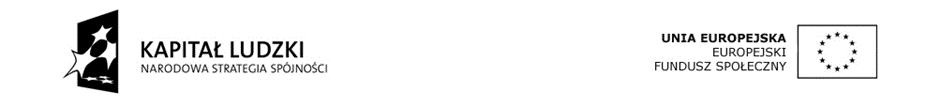 KAPITAŁ LUDZKI
NARODOWA STRATEGIA SPÓJNOŚCI
UNIA EUROPEJSKA
EUROPEJSKI
FUNDUSZ SPOŁECZNY